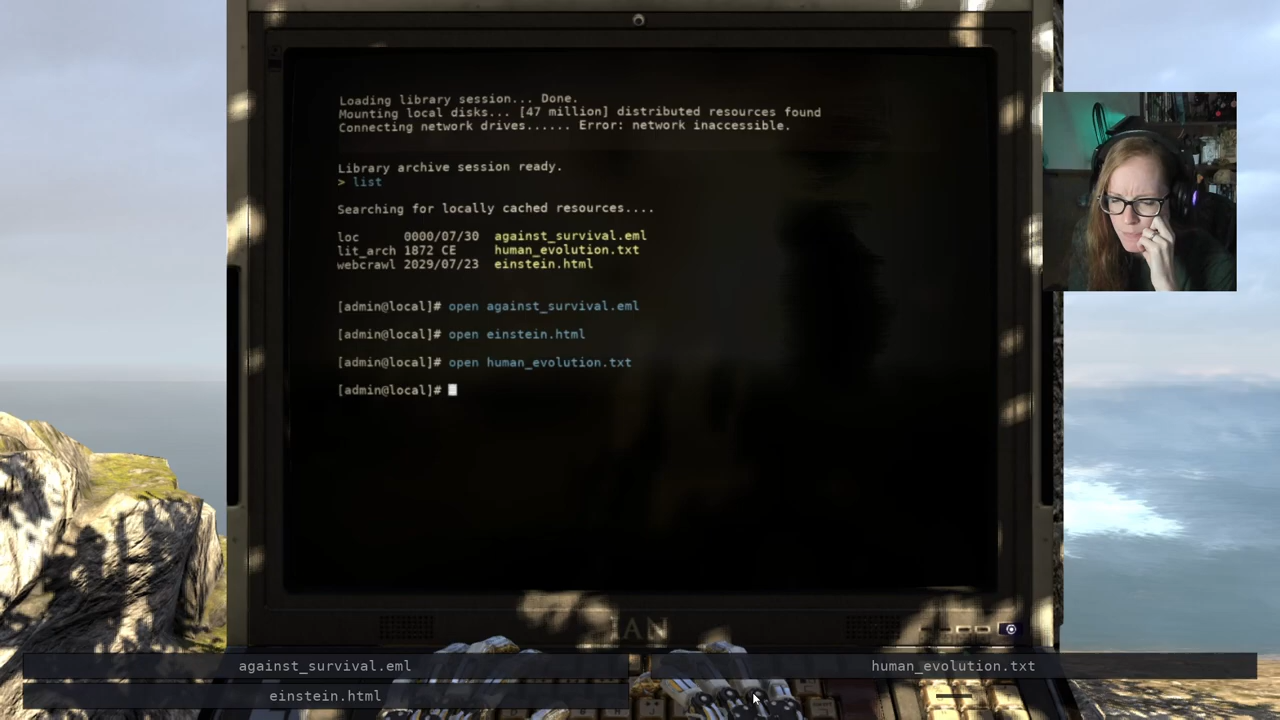 Loading library session... Done.
Mounting local disks... [47 million] distributed resources found
Connecting network drives...... Error: network inaccessible.
Library archive session ready.
> list
Searching for locally cached resources....
loc 0000/07/30 against_survival.eml
lit_arch 1872 CE human_evolution.txt
webcrawl 2029/07/23 einstein.html
[admin@local]# open against_survival.eml
[admin@local]# open einstein.html
[admin@local]# open human_evolution.txt
[admin@local]#
IAN
against_survival.eml human_evolution.txt
einstein.html